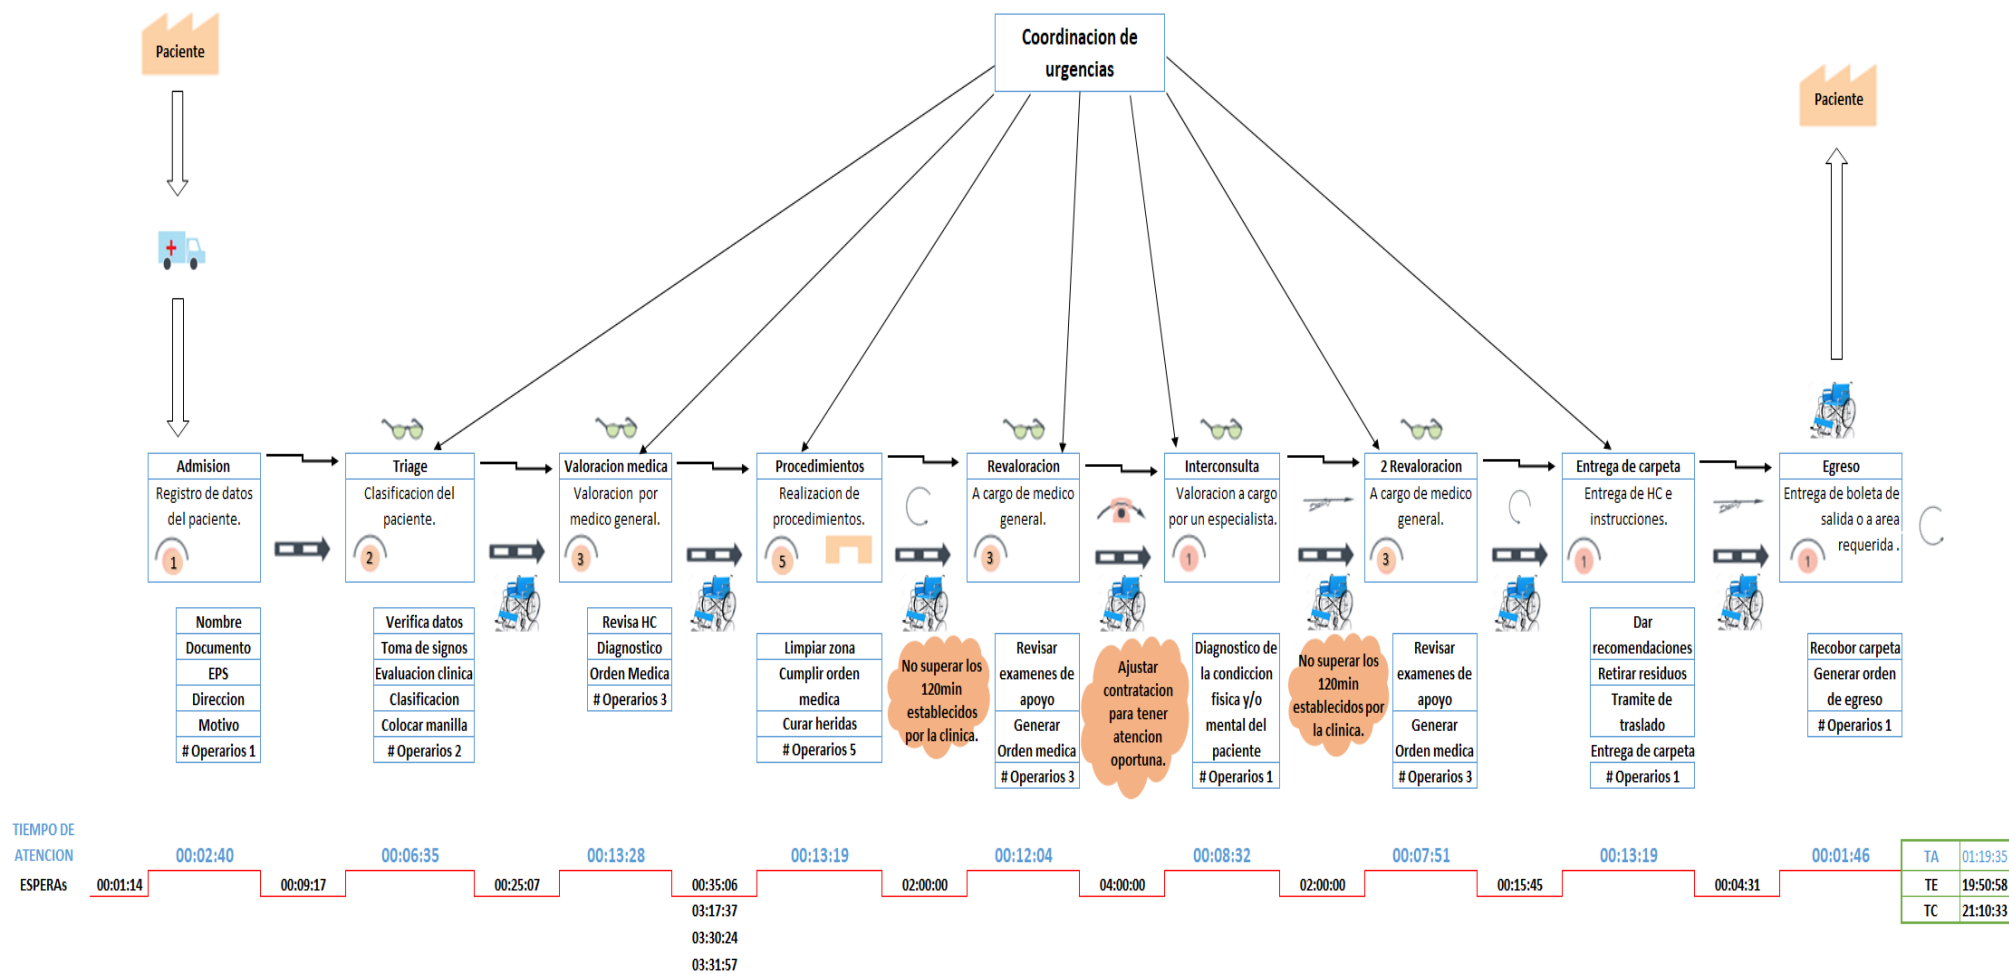 Coordinacion de
urgencias
Paciente
Paciente
Admision
Registro de datos
del paciente.
1
Triage
Clasificacion del
paciente.
2
Valoracion medica
Valoracion por
medico general.
3
Procedimientos
Realizacion de
procedimientos.
5
Revaloracion
A cargo de medico
general.
3
Interconsulta
Valoracion a cargo
por un especialista.
1
2 Revaloracion
A cargo de medico
general.
3
Entrega de carpeta
Entrega de HC e
instrucciones.
1
Egreso
Entrega de boleta de
salida o a area
requerida .
1
Nombre
Documento
EPS
Direccion
Motivo
# Operarios 1
Verifica datos
Toma de signos
Evaluacion clinica
Clasificacion
Colocar manilla
# Operarios 2
Revisa HC
Diagnostico
Orden Medica
# Operarios 3
Limpiar zona
Cumplir orden
medica
Curar heridas
# Operarios 5
No superar los
120min
establecidos
por la clinica.
Revisar
examenes de
apoyo
Generar
Orden medica
# Operarios 3
Ajustar
contratacion
para tener
atencion
oportuna.
Diagnostico de
la condiccion
fisica y/o
mental del
paciente
# Operarios 1
No superar los
120min
establecidos por
la clinica.
Revisar
examenes de
apoyo
Generar
Orden medica
# Operarios 3
Dar
recomendaciones
Retirar residuos
Tramite de
traslado
Entrega de carpeta
# Operarios 1
Recobor carpeta
Generar orden
de egreso
# Operarios 1
TIEMPO DE
ATENCION 00:02:40 00:06:35 00:13:28 00:13:19 00:12:04 00:08:32 00:07:51 00:13:19 00:01:46 TA 01:19:35
ESPERAs 00:01:14 00:09:17 00:25:07 00:35:06 02:00:00 04:00:00 02:00:00 00:15:45 00:04:31 TE 19:50:58
03:17:37 TC 21:10:33
03:30:24
03:31:57